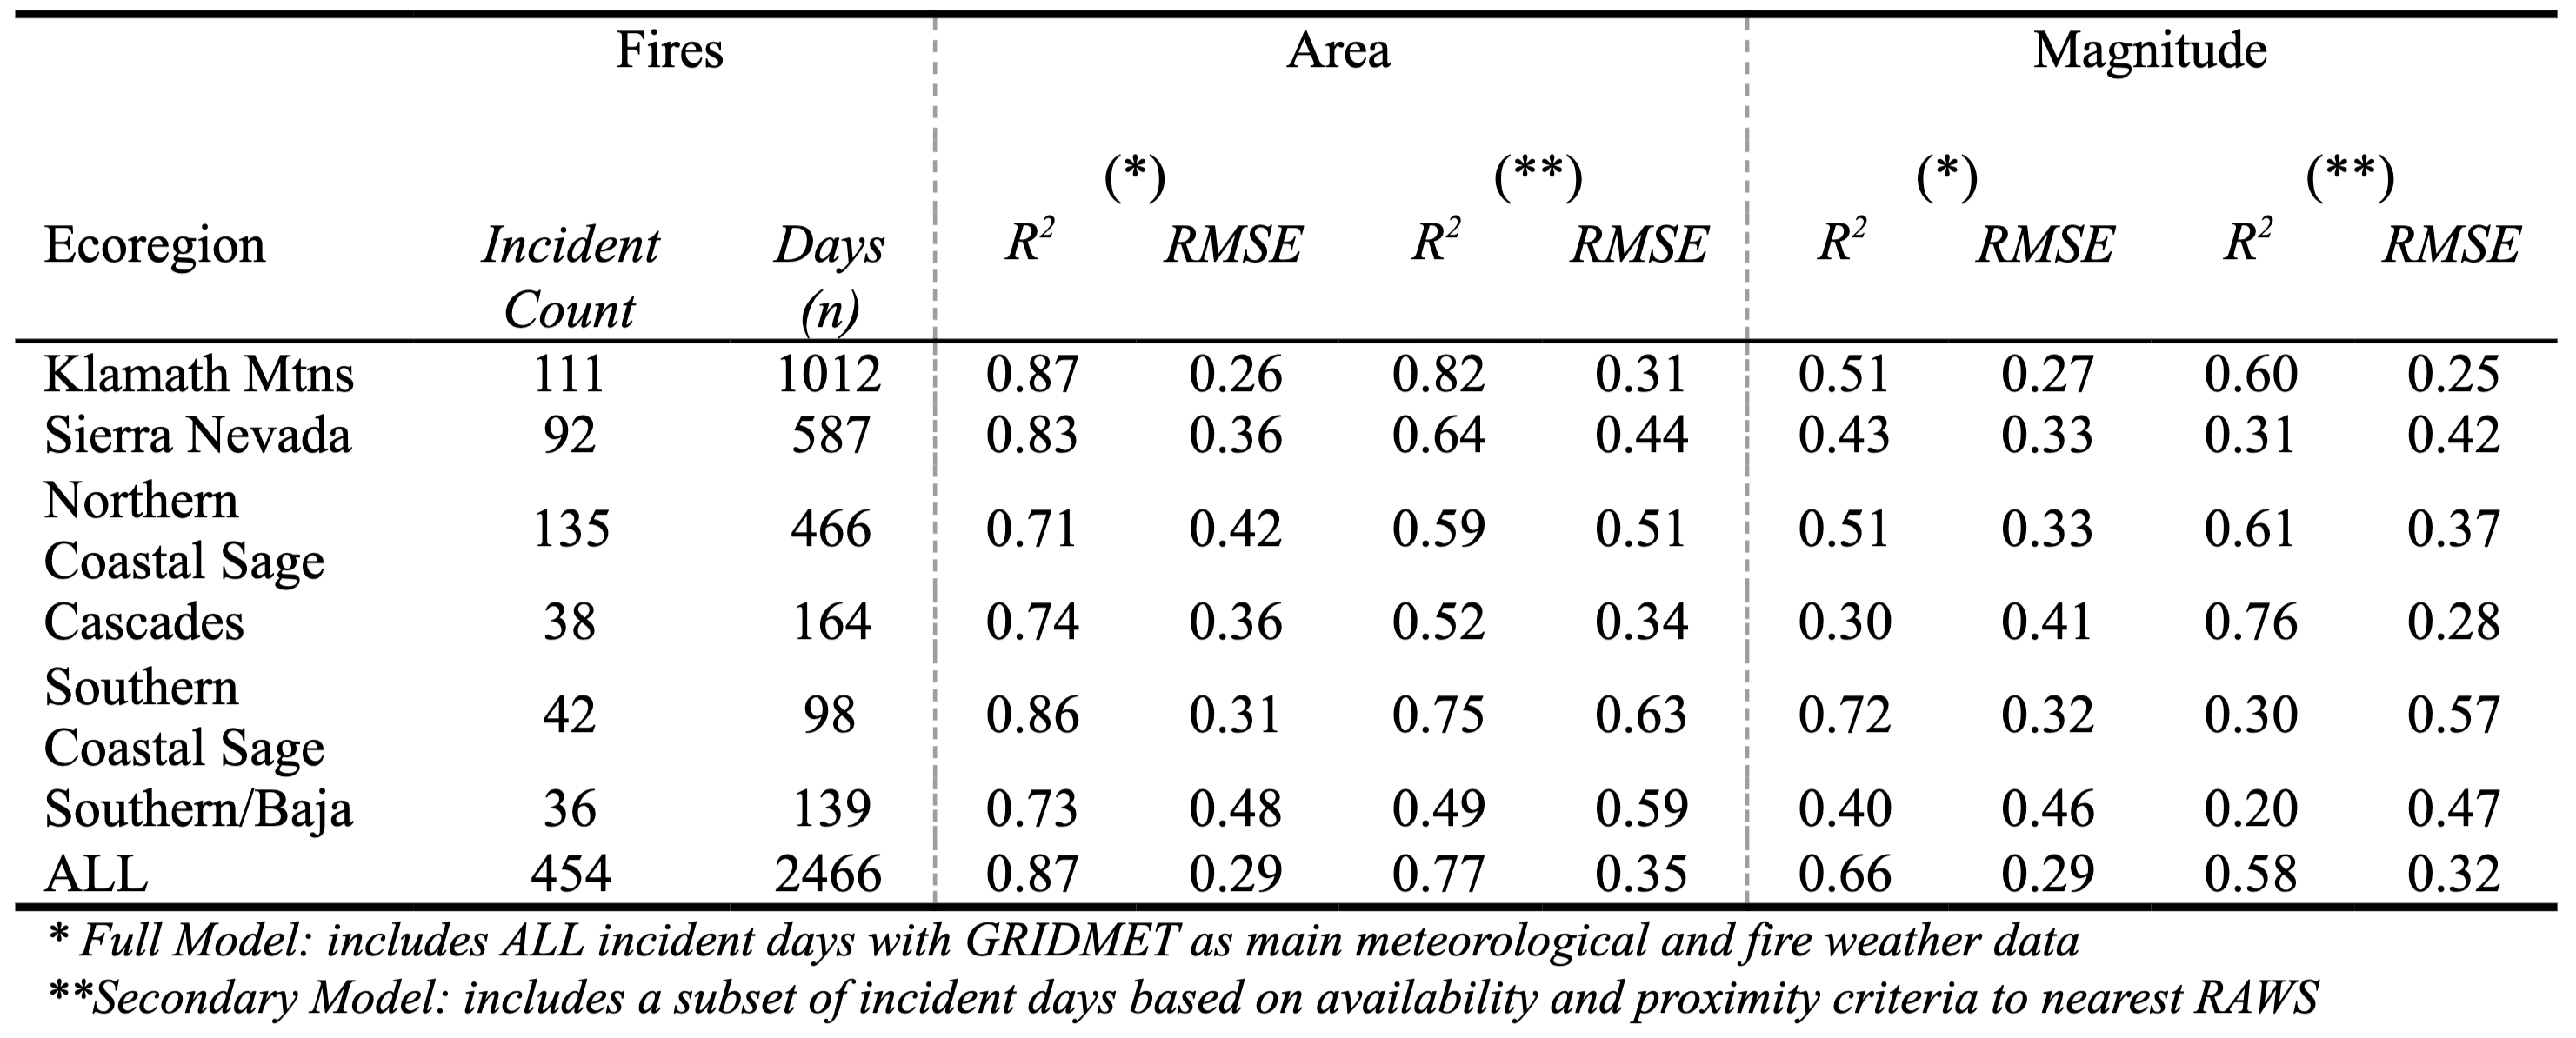 Fires Area Magnitude
(*) (**) (*) (**)
Ecoregion Incident Days R² RMSE R² RMSE R² RMSE R² RMSE
Count (n)
Klamath Mtns 111 1012 0.87 0.26 0.82 0.31 0.51 0.27 0.60 0.25
Sierra Nevada 92 587 0.83 0.36 0.64 0.44 0.43 0.33 0.31 0.42
Northern
Coastal Sage 135 466 0.71 0.42 0.59 0.51 0.51 0.33 0.61 0.37
Cascades 38 164 0.74 0.36 0.52 0.34 0.30 0.41 0.76 0.28
Southern
Coastal Sage 42 98 0.86 0.31 0.75 0.63 0.72 0.32 0.30 0.57
Southern/Baja 36 139 0.73 0.48 0.49 0.59 0.40 0.46 0.20 0.47
ALL 454 2466 0.87 0.29 0.77 0.35 0.66 0.29 0.58 0.32
* Full Model: includes ALL incident days with GRIDMET as main meteorological and fire weather data
**Secondary Model: includes a subset of incident days based on availability and proximity criteria to nearest RAWS